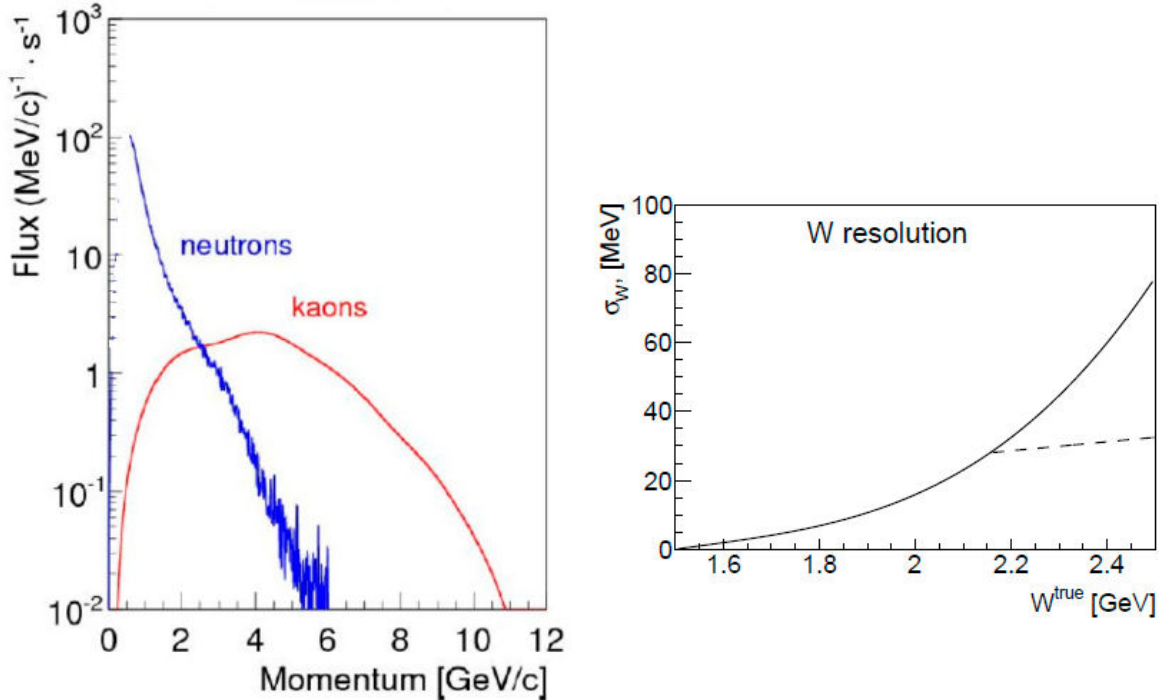 Flux (MeV/c)⁻¹ · s⁻¹
10³
10²
10
1
10⁻¹
10⁻²
neutrons
kaons
0 2 4 6 8 10 12
Momentum [GeV/c]
W resolution
σ_W, [MeV]
100
80
60
40
20
0
1.6 1.8 2 2.2 2.4
W^true [GeV]